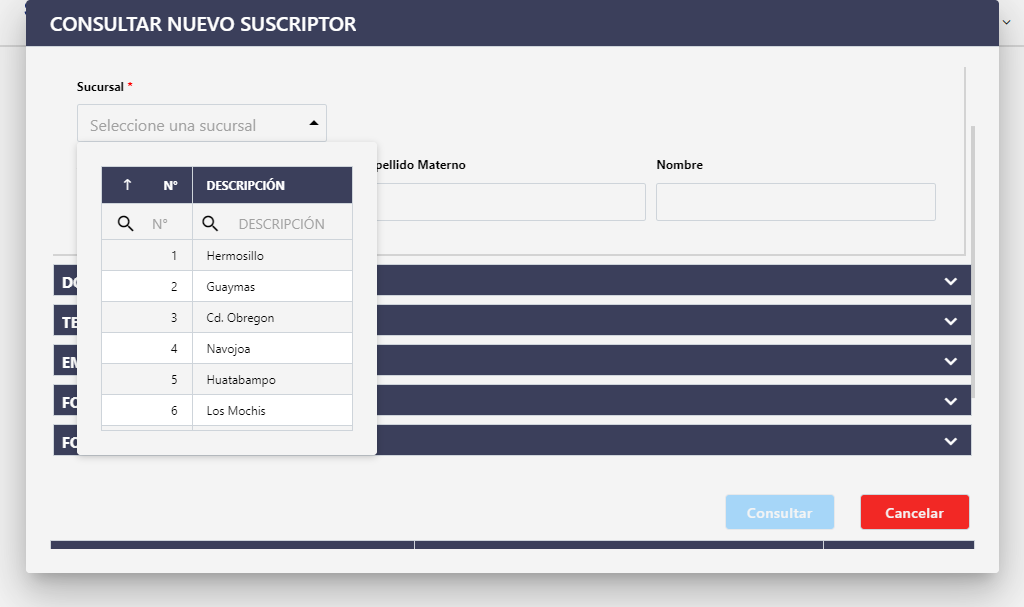 CONSULTAR NUEVO SUSCRIPTOR
Sucursal *
Seleccione una sucursal
pellido Materno
Nombre
↑ N° DESCRIPCIÓN
N° DESCRIPCIÓN
1 Hermosillo
2 Guaymas
3 Cd. Obregon
4 Navojoa
5 Huatabampo
6 Los Mochis
DO
TE
EM
FO
FO
Consultar
Cancelar